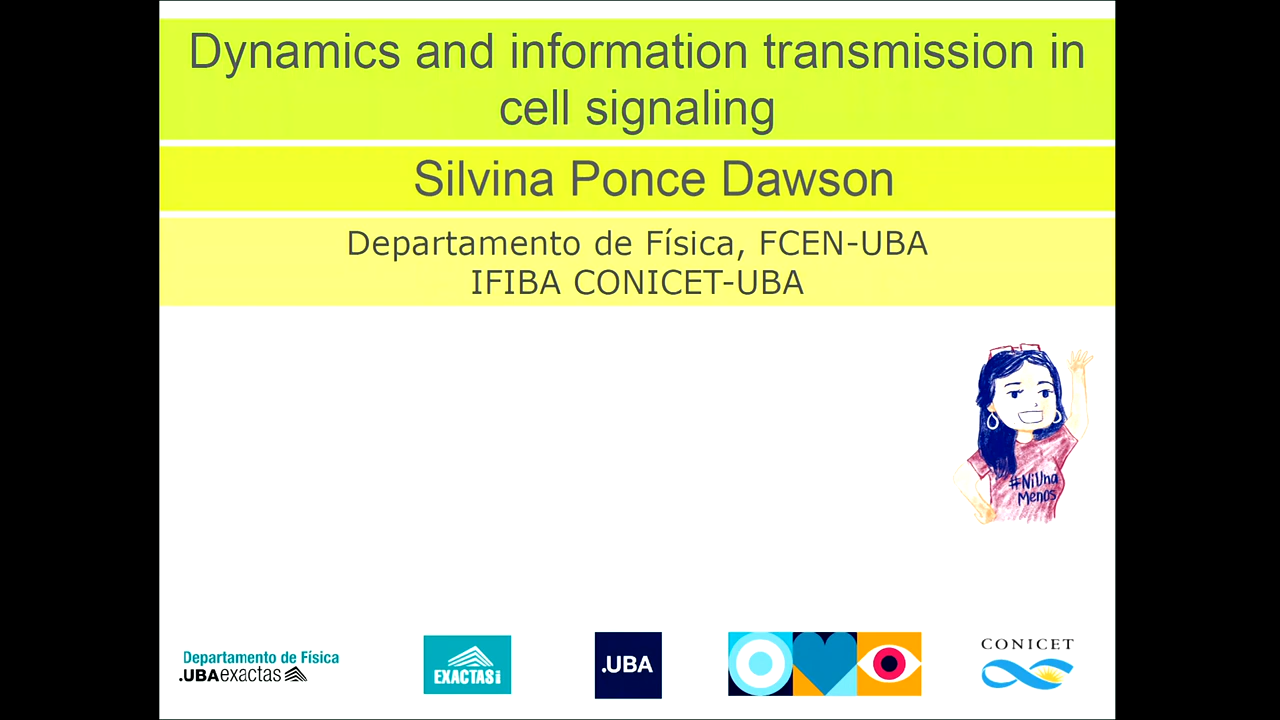 Dynamics and information transmission in
cell signaling
Silvina Ponce Dawson
Departamento de Física, FCEN-UBA
IFIBA CONICET-UBA
#NiUna
Menos
Departamento de Física
.UBAexactas
EXACTAS
.UBA
CONICET